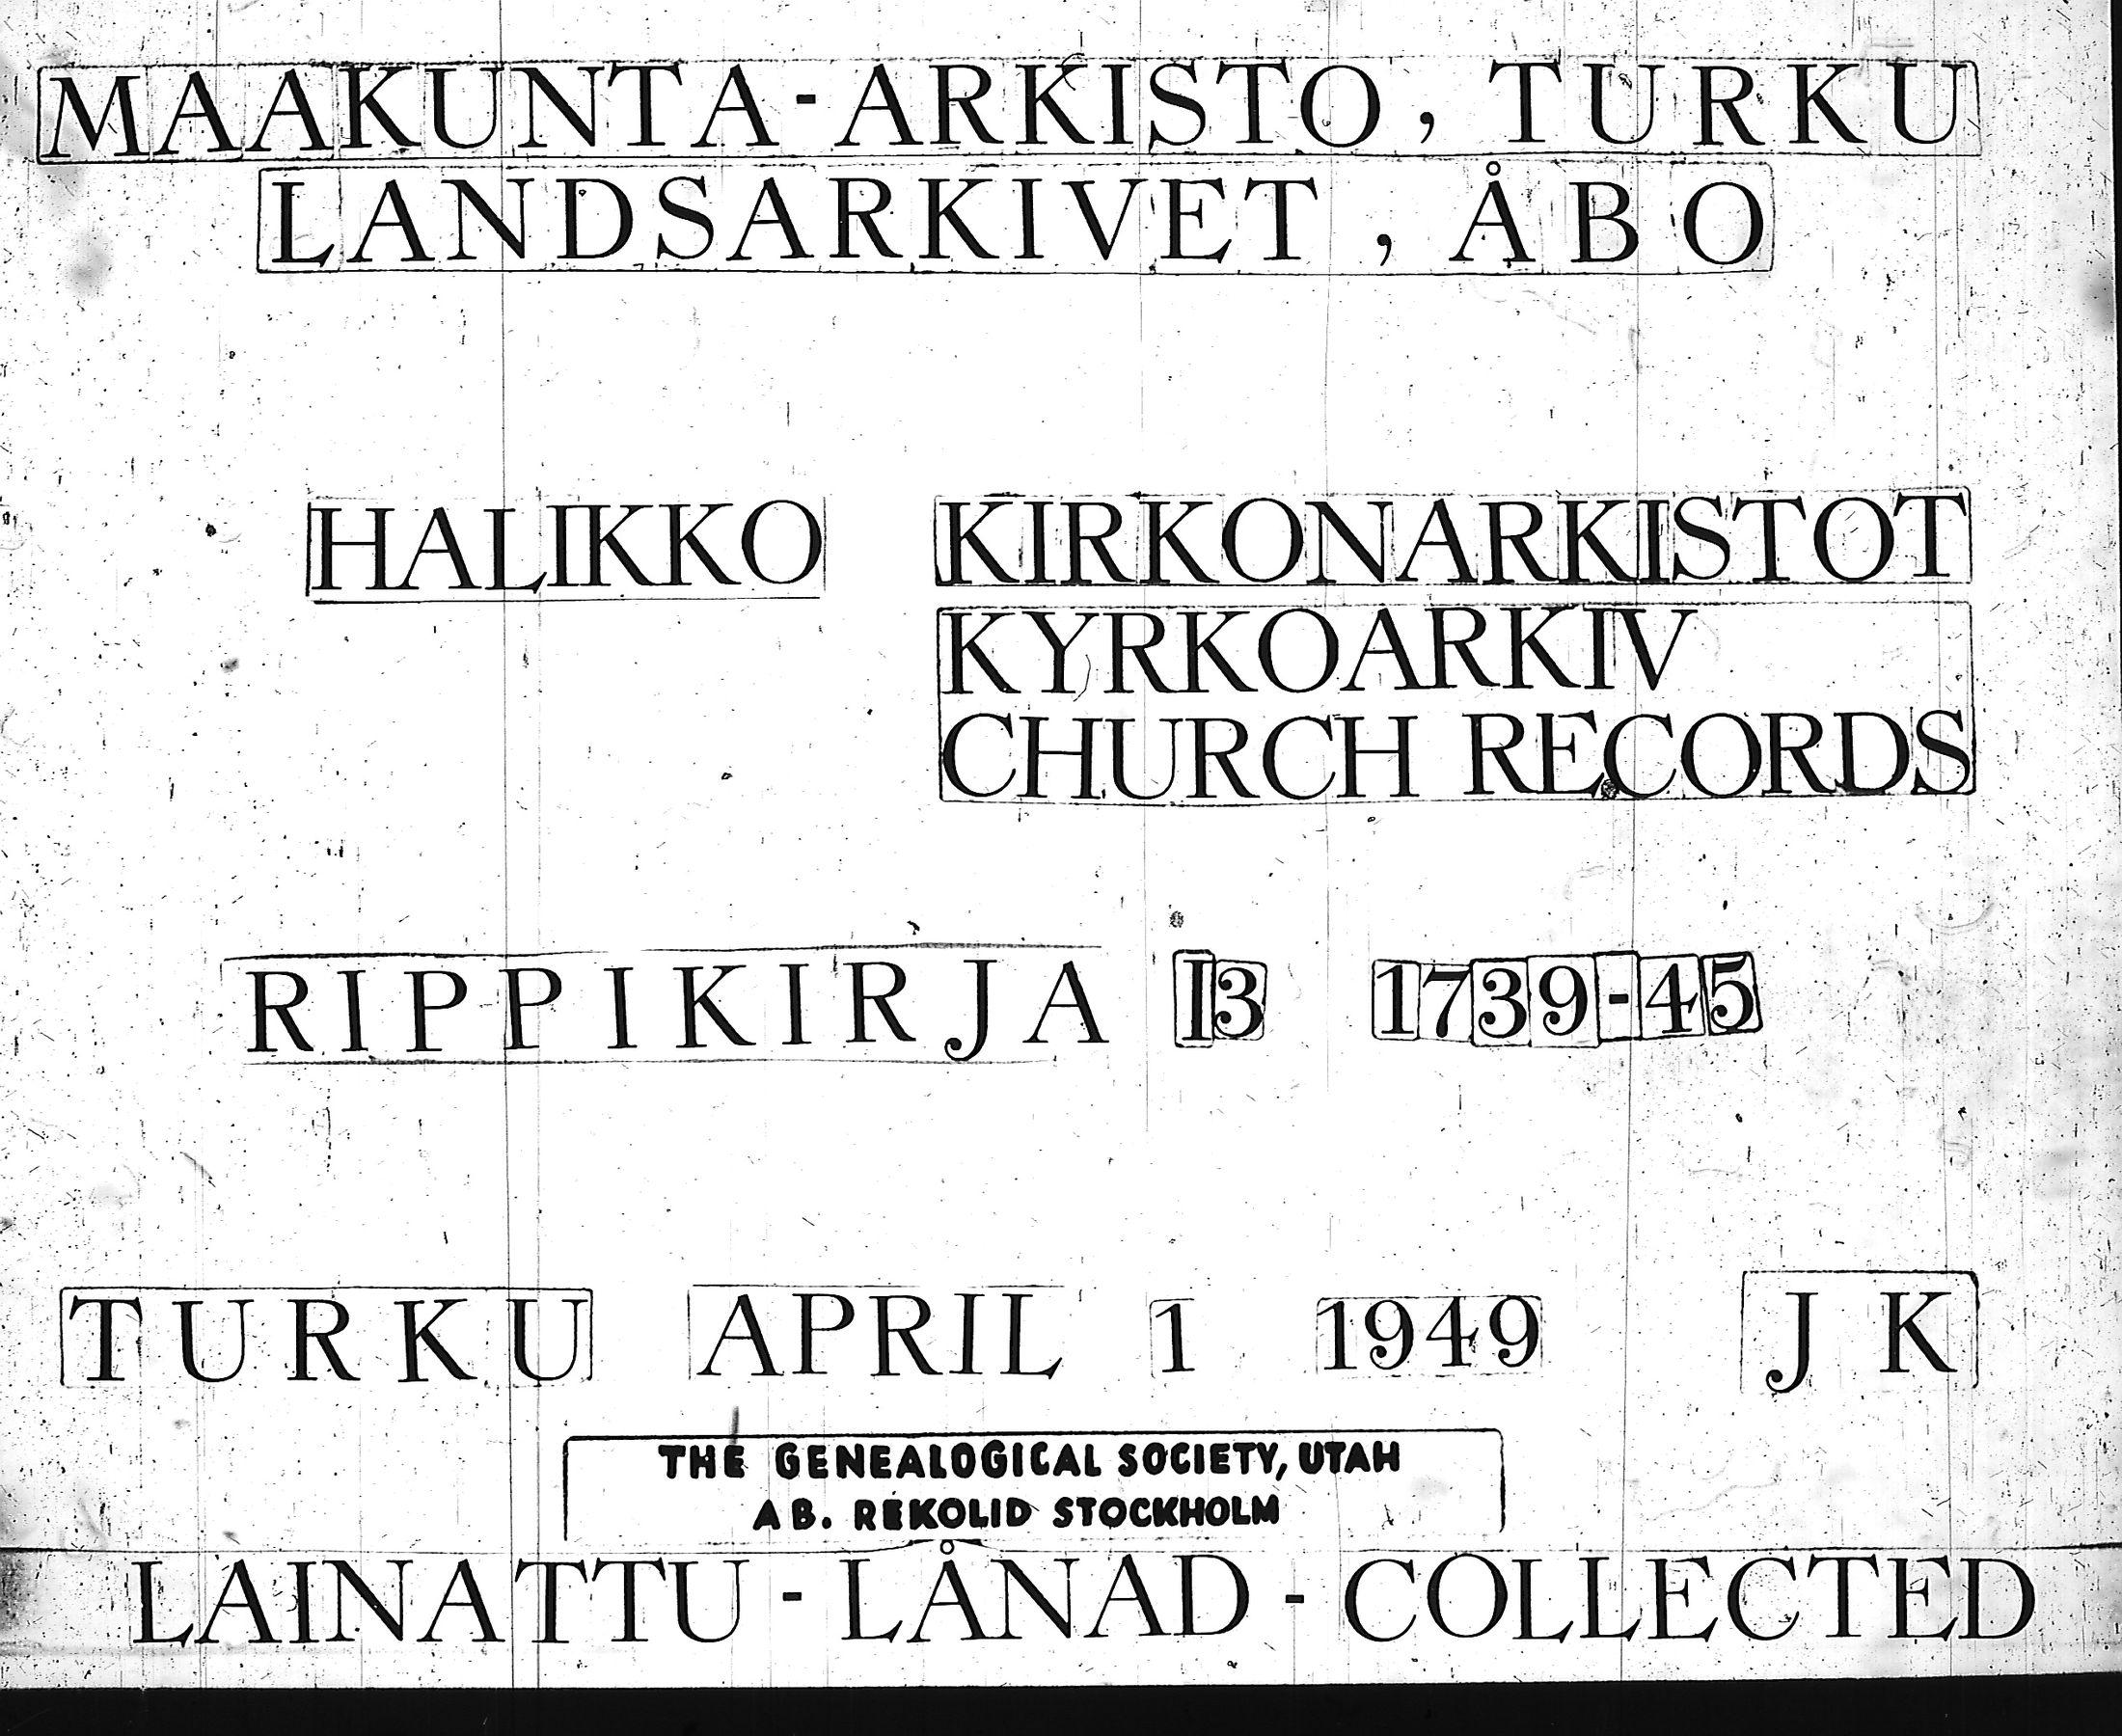 MAAKUNTA-ARKISTO, TURKU
LANDSARKIVET, ÅBO
HALIKKO KIRKONARKISTOT
KYRKOARKIV
CHURCH RECORDS
RIPPIKIRJA I3 1739-45
TURKU APRIL 1 1949 J K
THE GENEALOGICAL SOCIETY, UTAH
AB. REKOLID STOCKHOLM
LAINATTU - LÅNAD - COLLECTED